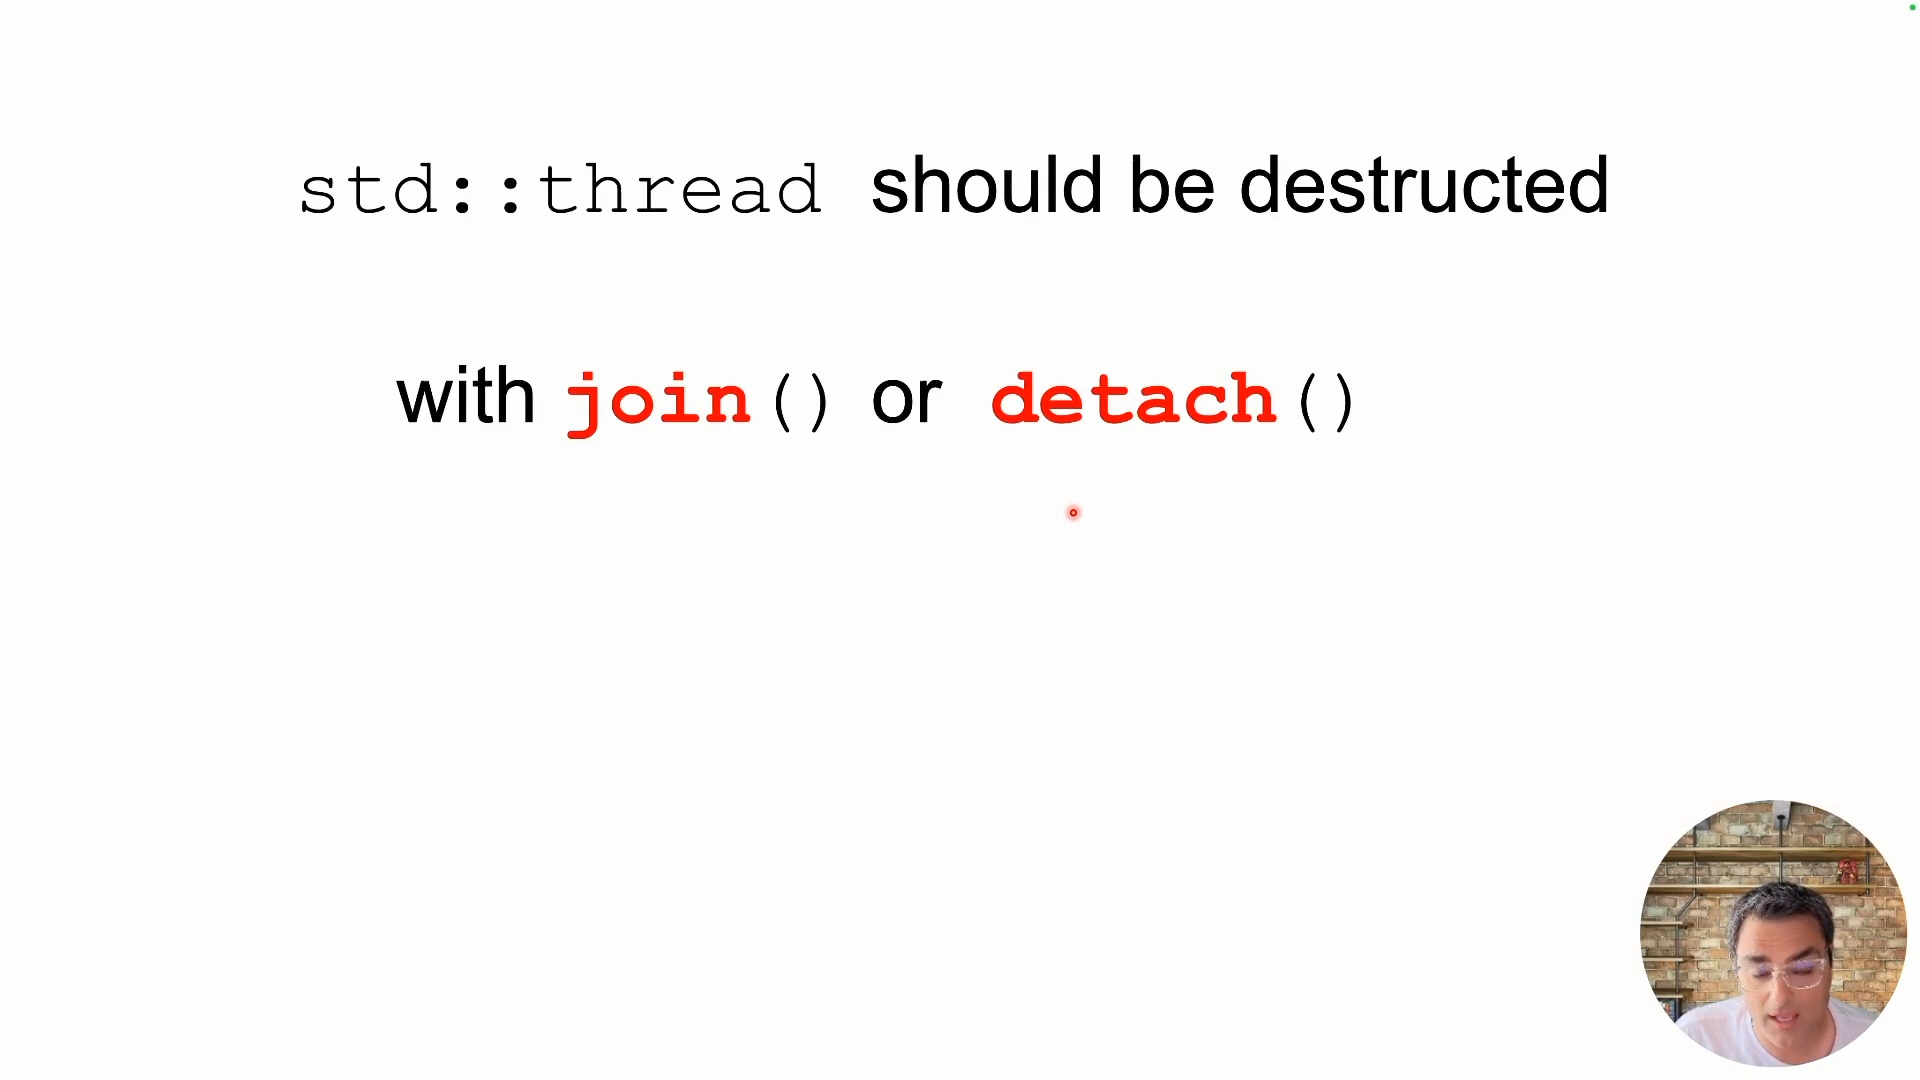 std::thread should be destructed
with join() or detach()